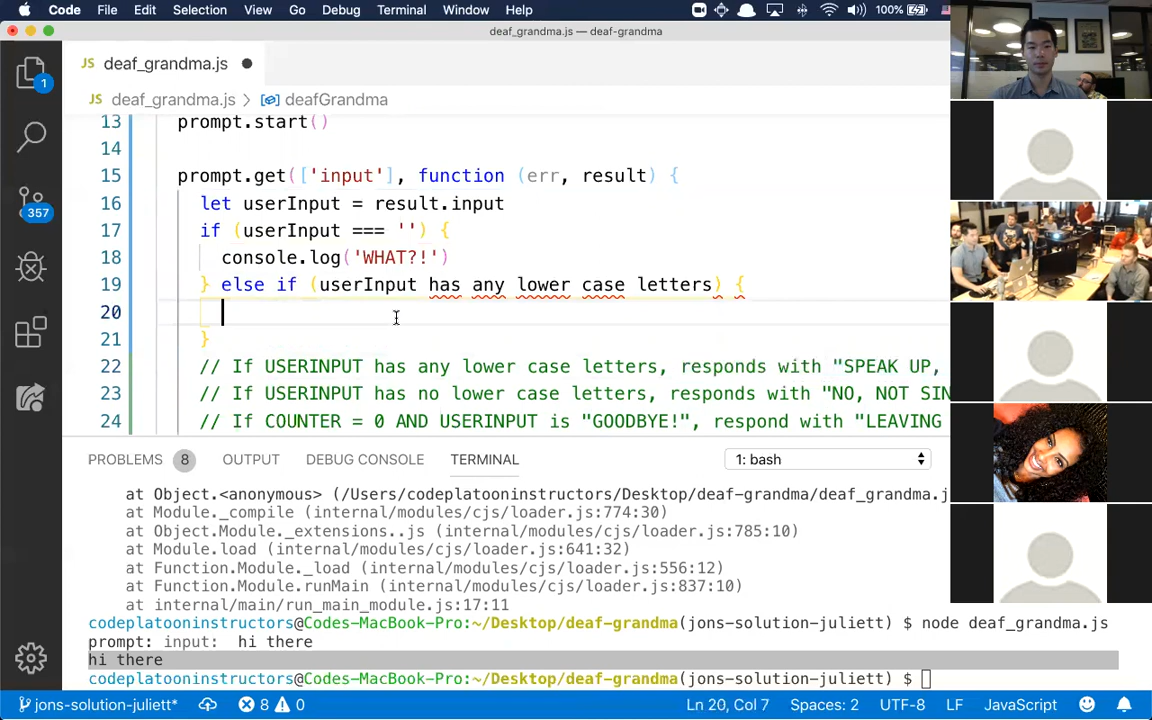 Code File Edit Selection View Go Debug Terminal Window Help 100%
deaf_grandma.js — deaf-grandma
JS deaf_grandma.js
JS deaf_grandma.js > deafGrandma
1
357
13 prompt.start()
14
15 prompt.get(['input'], function (err, result) {
16 let userInput = result.input
17 if (userInput === '') {
18 console.log('WHAT?!')
19 } else if (userInput has any lower case letters) {
20
21 }
22 // If USERINPUT has any lower case letters, responds with "SPEAK UP,
23 // If USERINPUT has no lower case letters, responds with "NO, NOT SIN
24 // If COUNTER = 0 AND USERINPUT is "GOODBYE!", respond with "LEAVING
PROBLEMS 8 OUTPUT DEBUG CONSOLE TERMINAL 1: bash
at Object.<anonymous> (/Users/codeplatooninstructors/Desktop/deaf-grandma/deaf_grandma.j
at Module._compile (internal/modules/cjs/loader.js:774:30)
at Object.Module._extensions..js (internal/modules/cjs/loader.js:785:10)
at Module.load (internal/modules/cjs/loader.js:641:32)
at Function.Module._load (internal/modules/cjs/loader.js:556:12)
at Function.Module.runMain (internal/modules/cjs/loader.js:837:10)
at internal/main/run_main_module.js:17:11
codeplatooninstructors@Codes-MacBook-Pro:~/Desktop/deaf-grandma(jons-solution-juliett) $ node deaf_grandma.js
prompt: input: hi there
hi there
codeplatooninstructors@Codes-MacBook-Pro:~/Desktop/deaf-grandma(jons-solution-juliett) $
jons-solution-juliett* 8 0 Ln 20, Col 7 Spaces: 2 UTF-8 LF JavaScript